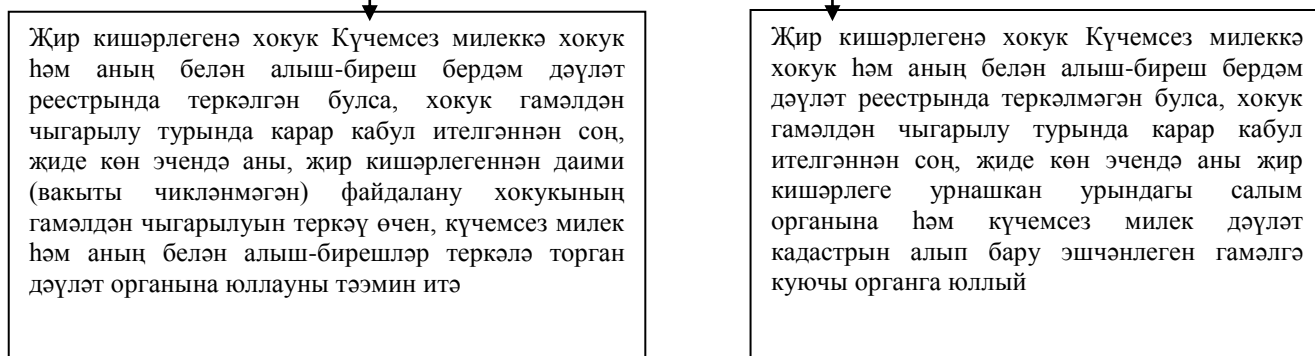 Җир кишәрлегенә хокук Күчемсез милеккә хокук
һәм аның белән алыш-биреш бердәм дәүләт
реестрында теркәлгән булса, хокук гамәлдән
чыгарылу турында карар кабул ителгәннән соң,
җиде көн эчендә аны, җир кишәрлегеннән даими
(вакыты чикләнмәгән) файдалану хокукының
гамәлдән чыгарылуын теркәү өчен, күчемсез милек
һәм аның белән алыш-бирешләр теркәлә торган
дәүләт органына юллауны тәэмин итә
Җир кишәрлегенә хокук Күчемсез милеккә
хокук һәм аның белән алыш-биреш бердәм
дәүләт реестрында теркәлмәгән булса, хокук
гамәлдән чыгарылу турында карар кабул
ителгәннән соң, җиде көн эчендә аны җир
кишәрлеге урнашкан урындагы салым
органына һәм күчемсез милек дәүләт
кадастрын алып бару эшчәнлеген гамәлгә
куючы органга юллый